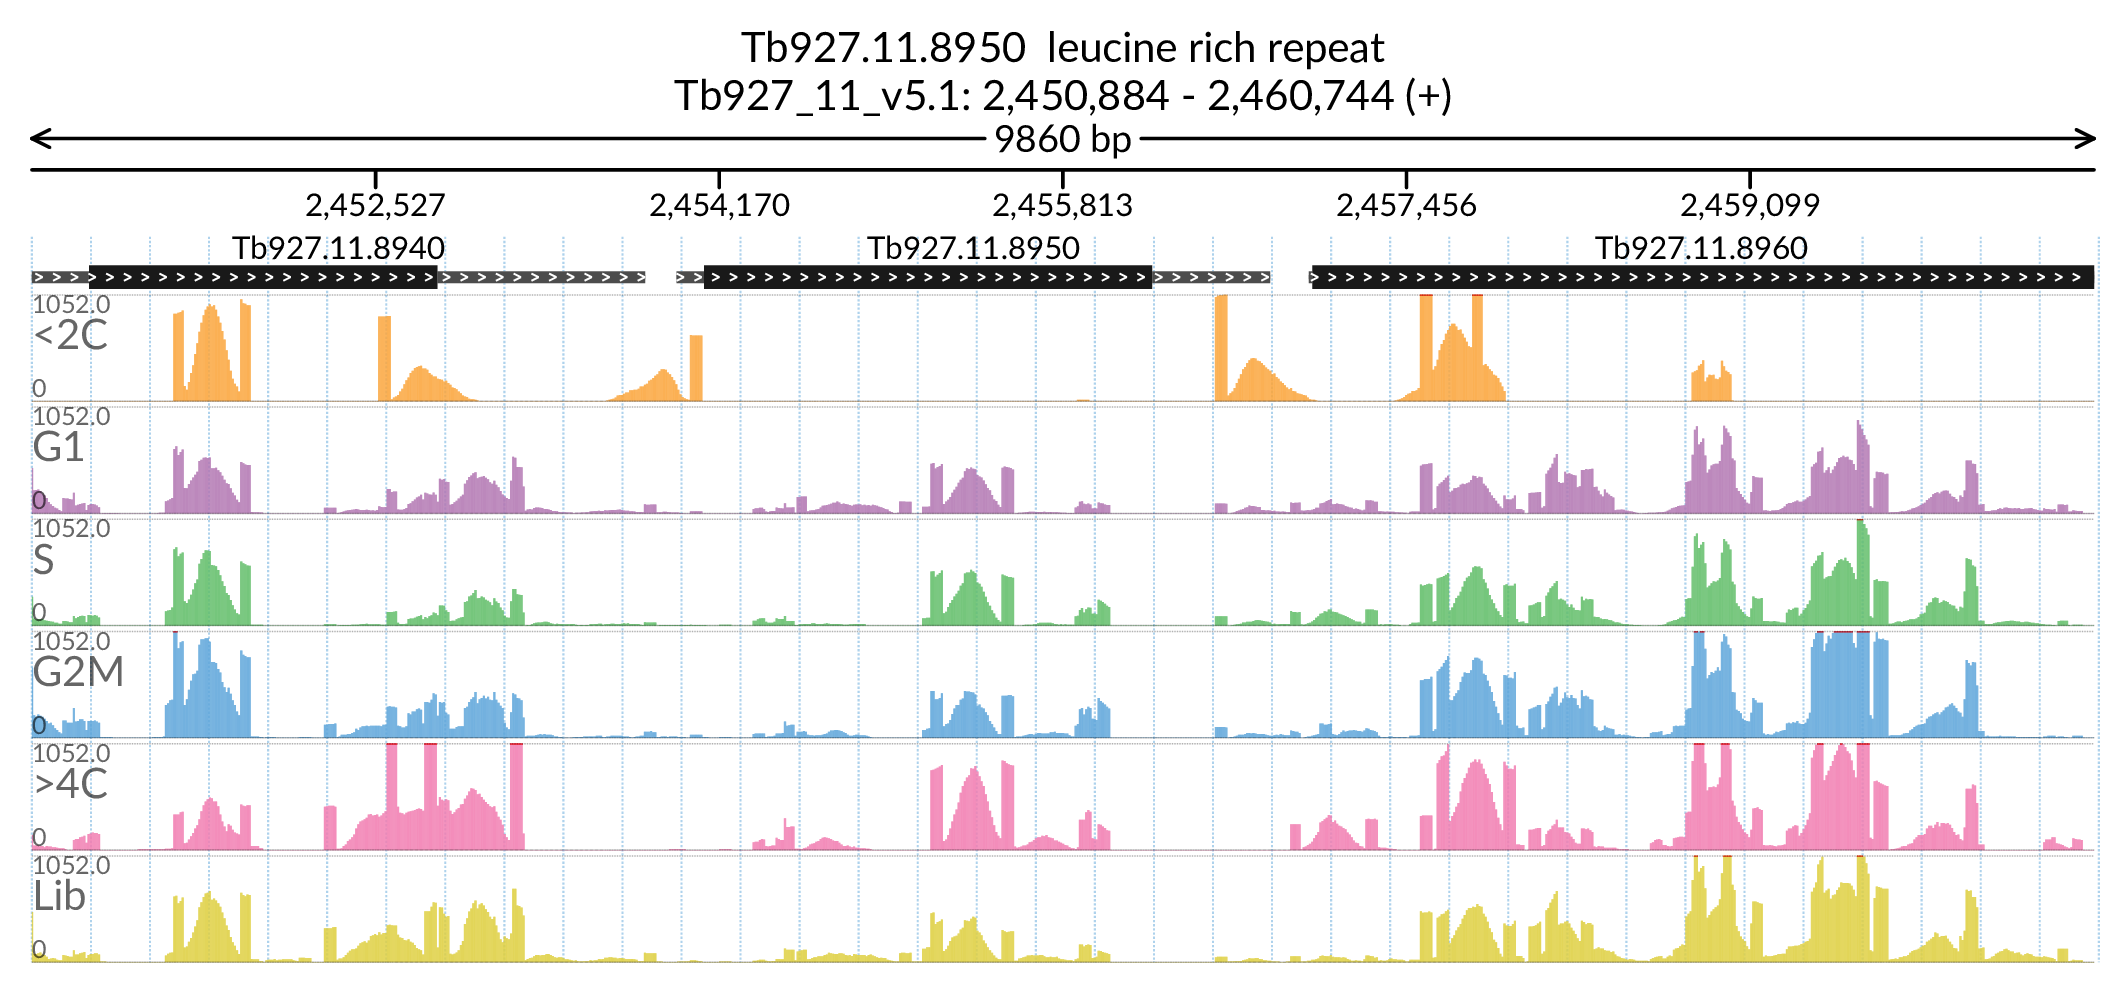 Tb927.11.8950  leucine rich repeat
Tb927_11_v5.1: 2,450,884 - 2,460,744 (+)
9860 bp
2,452,527 2,454,170 2,455,813 2,457,456 2,459,099
Tb927.11.8940 Tb927.11.8950 Tb927.11.8960
1052.0
<2C
0
1052.0
G1
0
1052.0
S
0
1052.0
G2M
0
1052.0
>4C
0
1052.0
Lib
0